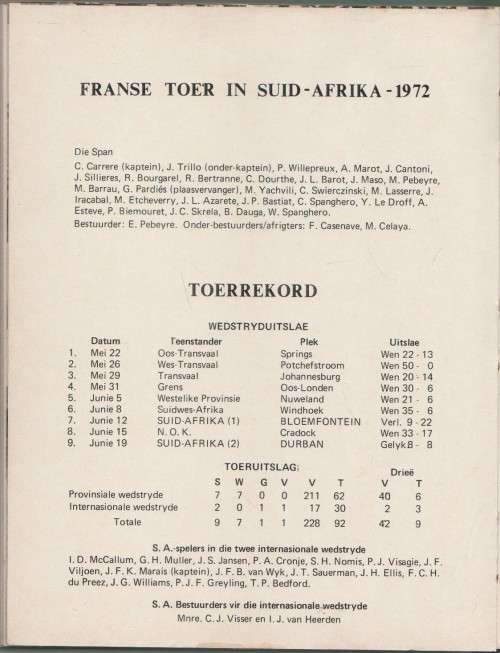 FRANSE TOER IN SUID-AFRIKA - 1972
Die Span
C. Carrere (kaptein), J. Trillo (onder-kaptein), P. Willepreux, A. Marot, J. Cantoni,
J. Sillieres, R. Bourgarel, R. Bertranne, C. Dourthe, J. L. Barot, J. Maso, M. Pebeyre,
M. Barrau, G. Pardiés (plaasvervanger), M. Yachvili, C. Swierczinski, M. Lasserre, J.
Iracabal, M. Etcheverry, J. L. Azarete, J.P. Bastiat, C. Spanghero, Y. Le Droff, A.
Esteve, P. Biemouret, J.C. Skrela, B. Dauga, W. Spanghero.
Bestuurder: E. Pebeyre. Onder-bestuurders/afrigters: F. Casenave, M. Celaya.
TOERREKORD
WEDSTRYDUITSLAE
Datum Teenstander Plek Uitslae
1. Mei 22 Oos-Transvaal Springs Wen 22 - 13
2. Mei 26 Wes-Transvaal Potchefstroom Wen 50 - 0
3. Mei 29 Transvaal Johannesburg Wen 20 - 14
4. Mei 31 Grens Oos-Londen Wen 30 - 6
5. Junie 5 Westelike Provinsie Nuweland Wen 21 - 6
6. Junie 8 Suidwes-Afrika Windhoek Wen 35 - 6
7. Junie 12 SUID-AFRIKA (1) BLOEMFONTEIN Verl. 9 - 22
8. Junie 15 N. O. K. Cradock Wen 33 - 17
9. Junie 19 SUID-AFRIKA (2) DURBAN Gelyk 8 - 8
TOERUITSLAG: Drieë
S W G V V T V T
Provinsiale wedstryde 7 7 0 0 211 62 40 6
Internasionale wedstryde 2 0 1 1 17 30 2 3
Totale 9 7 1 1 228 92 42 9
S. A.-spelers in die twee internasionale wedstryde
I. D. McCallum, G. H. Muller, J. S. Jansen, P. A. Cronje, S. H. Nomis, P. J. Visagie, J. F.
Viljoen, J. F. K. Marais (kaptein), J. F. B. van Wyk, J. T. Sauerman, J. H. Ellis, F. C. H.
du Preez, J. G. Williams, P. J. F. Greyling, T. P. Bedford.
S. A. Bestuurders vir die internasionale wedstryde
Mnre. C. J. Visser en I. J. van Heerden